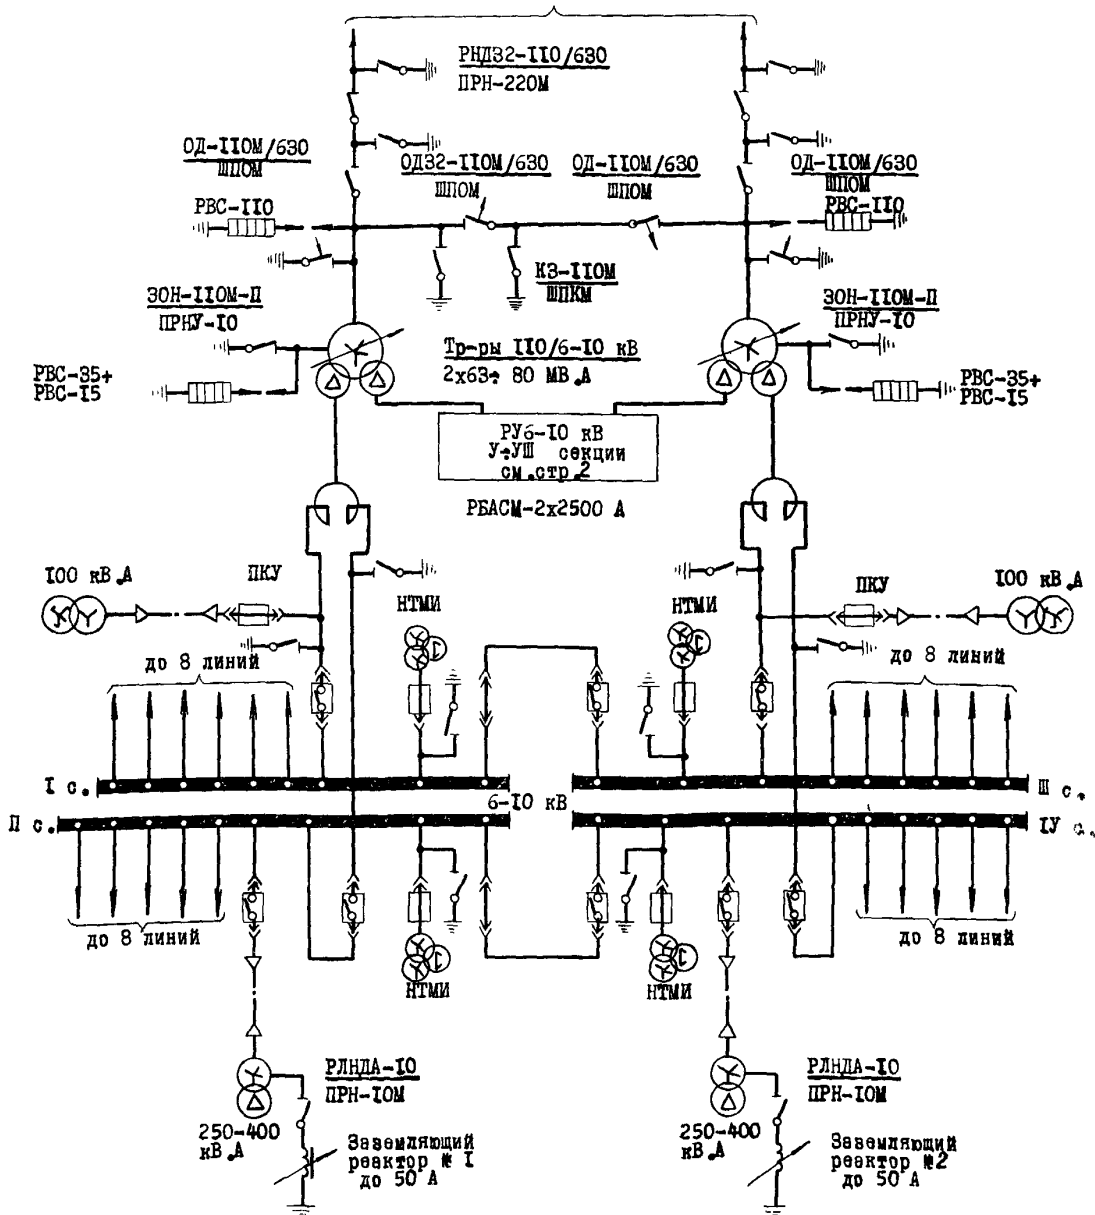 РНДЗ2-110/630
ПРН-220М
ОД-110М/630
ШПОМ
ОДЗ2-110М/630
ШПОМ
ОД-110М/630
ШПОМ
ОД-110М/630
ШПОМ
РВС-110
РВС-110
КЗ-110М
ШПКМ
ЗОН-110М-П
ПРНУ-10
ЗОН-110М-П
ПРНУ-10
Тр-ры 110/6-10 кВ
2х63÷ 80 МВ.А
РВС-35+
РВС-15
РВС-35+
РВС-15
РУ6-10 кВ
У÷УШ секции
см.стр.2
РБАСМ-2х2500 А
100 кВ.А
ПКУ
НТМИ
НТМИ
ПКУ
100 кВ.А
до 8 линий
до 8 линий
I с.
Ш с.
6-10 кВ
П с.
IУ с.
до 8 линий
до 8 линий
НТМИ
НТМИ
РЛНДА-10
ПРН-10М
РЛНДА-10
ПРН-10М
250-400
кВ.А
Заземляющий
реактор № 1
до 50 А
250-400
кВ.А
Заземляющий
реактор №2
до 50 А